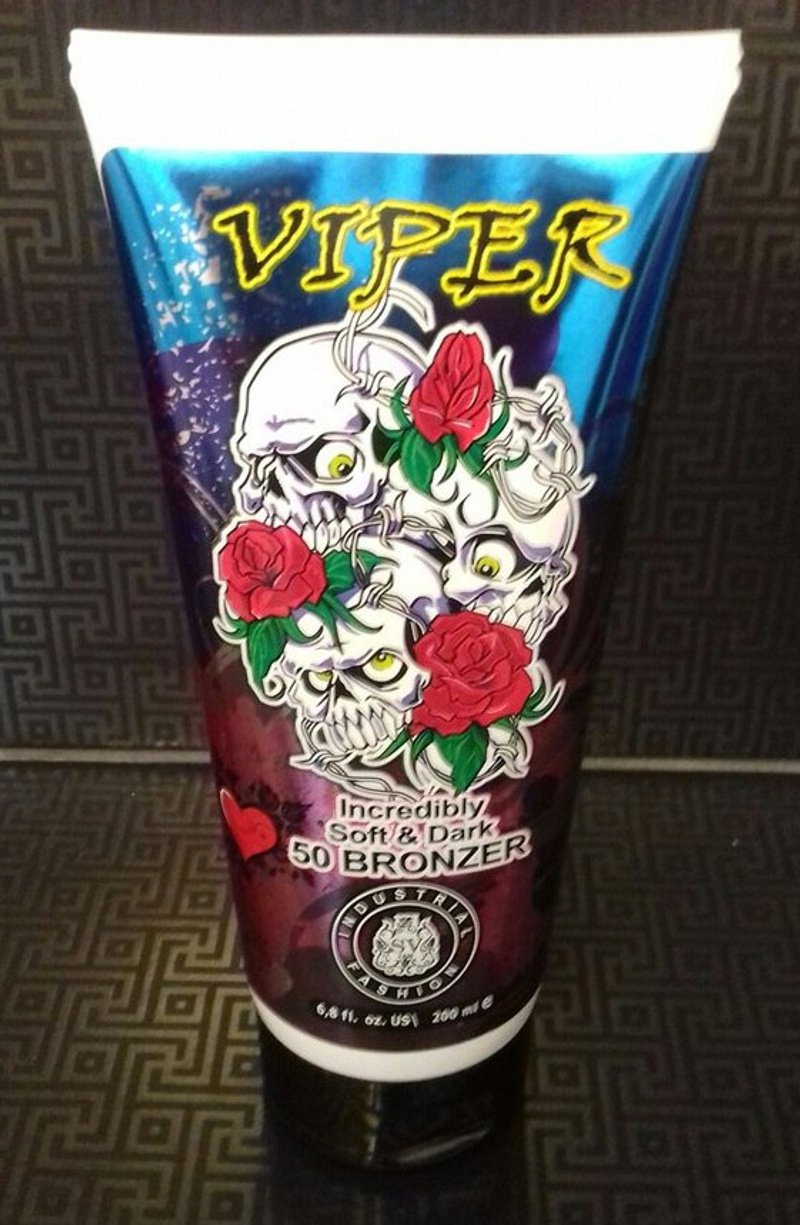 VIPER
Incredibly
Soft & Dark
50 BRONZER
INDUSTRIAL
SV
FASHION
6,8 fl. oz. US\ 200 ml e